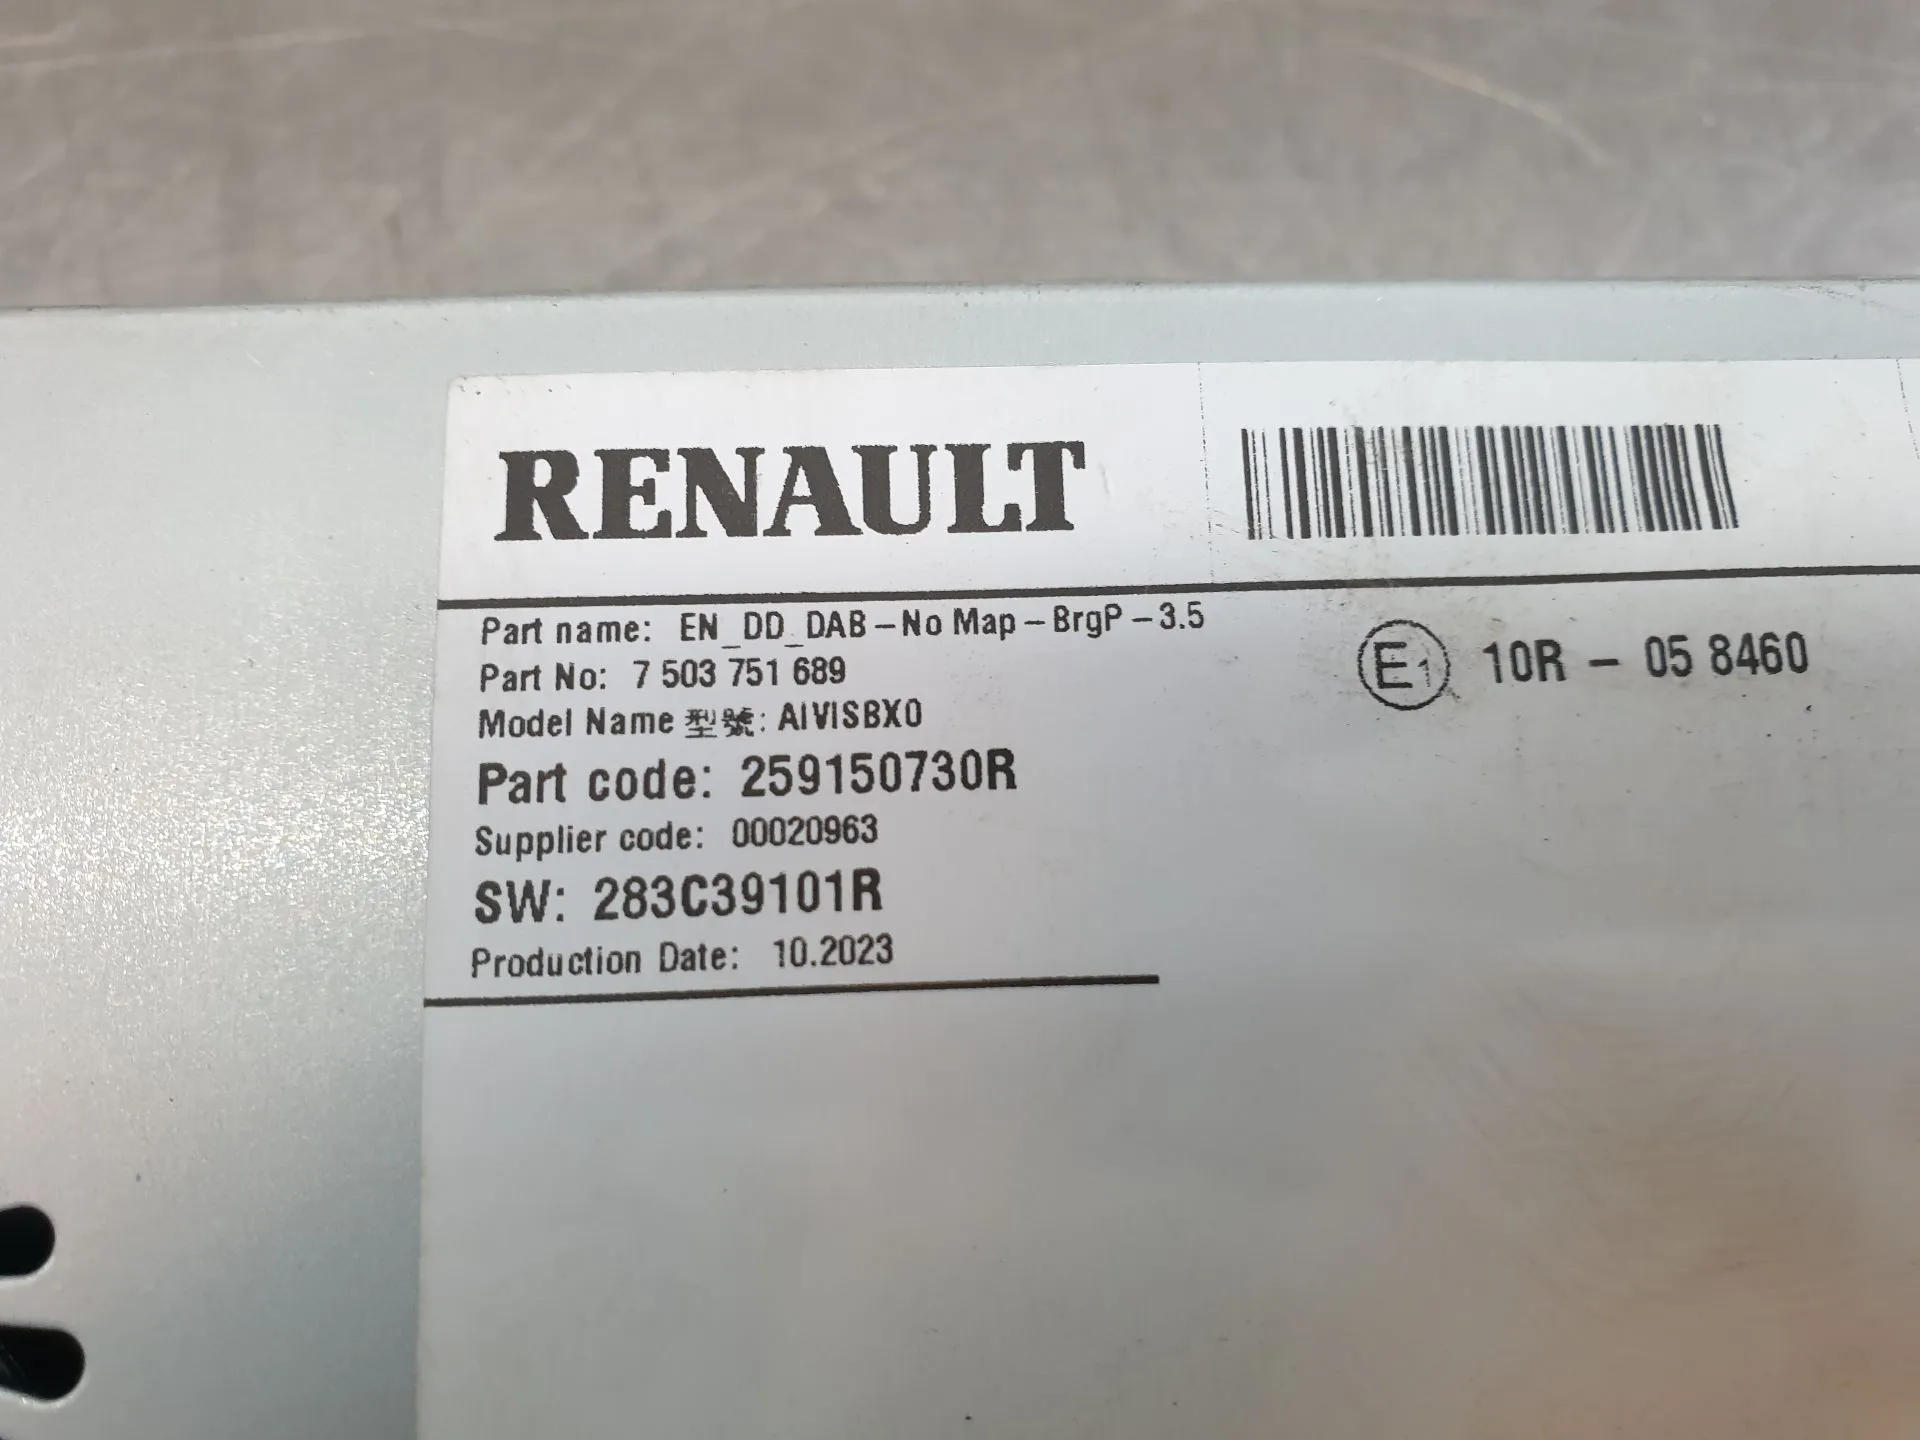 RENAULT
Part name: EN_DD_DAB-No Map-BrgP-3.5
Part No: 7 503 751 689
Model Name 型號: AIVISBX0
Part code: 259150730R
Supplier code: 00020963
SW: 283C39101R
Production Date: 10.2023
E1 10R - 05 8460